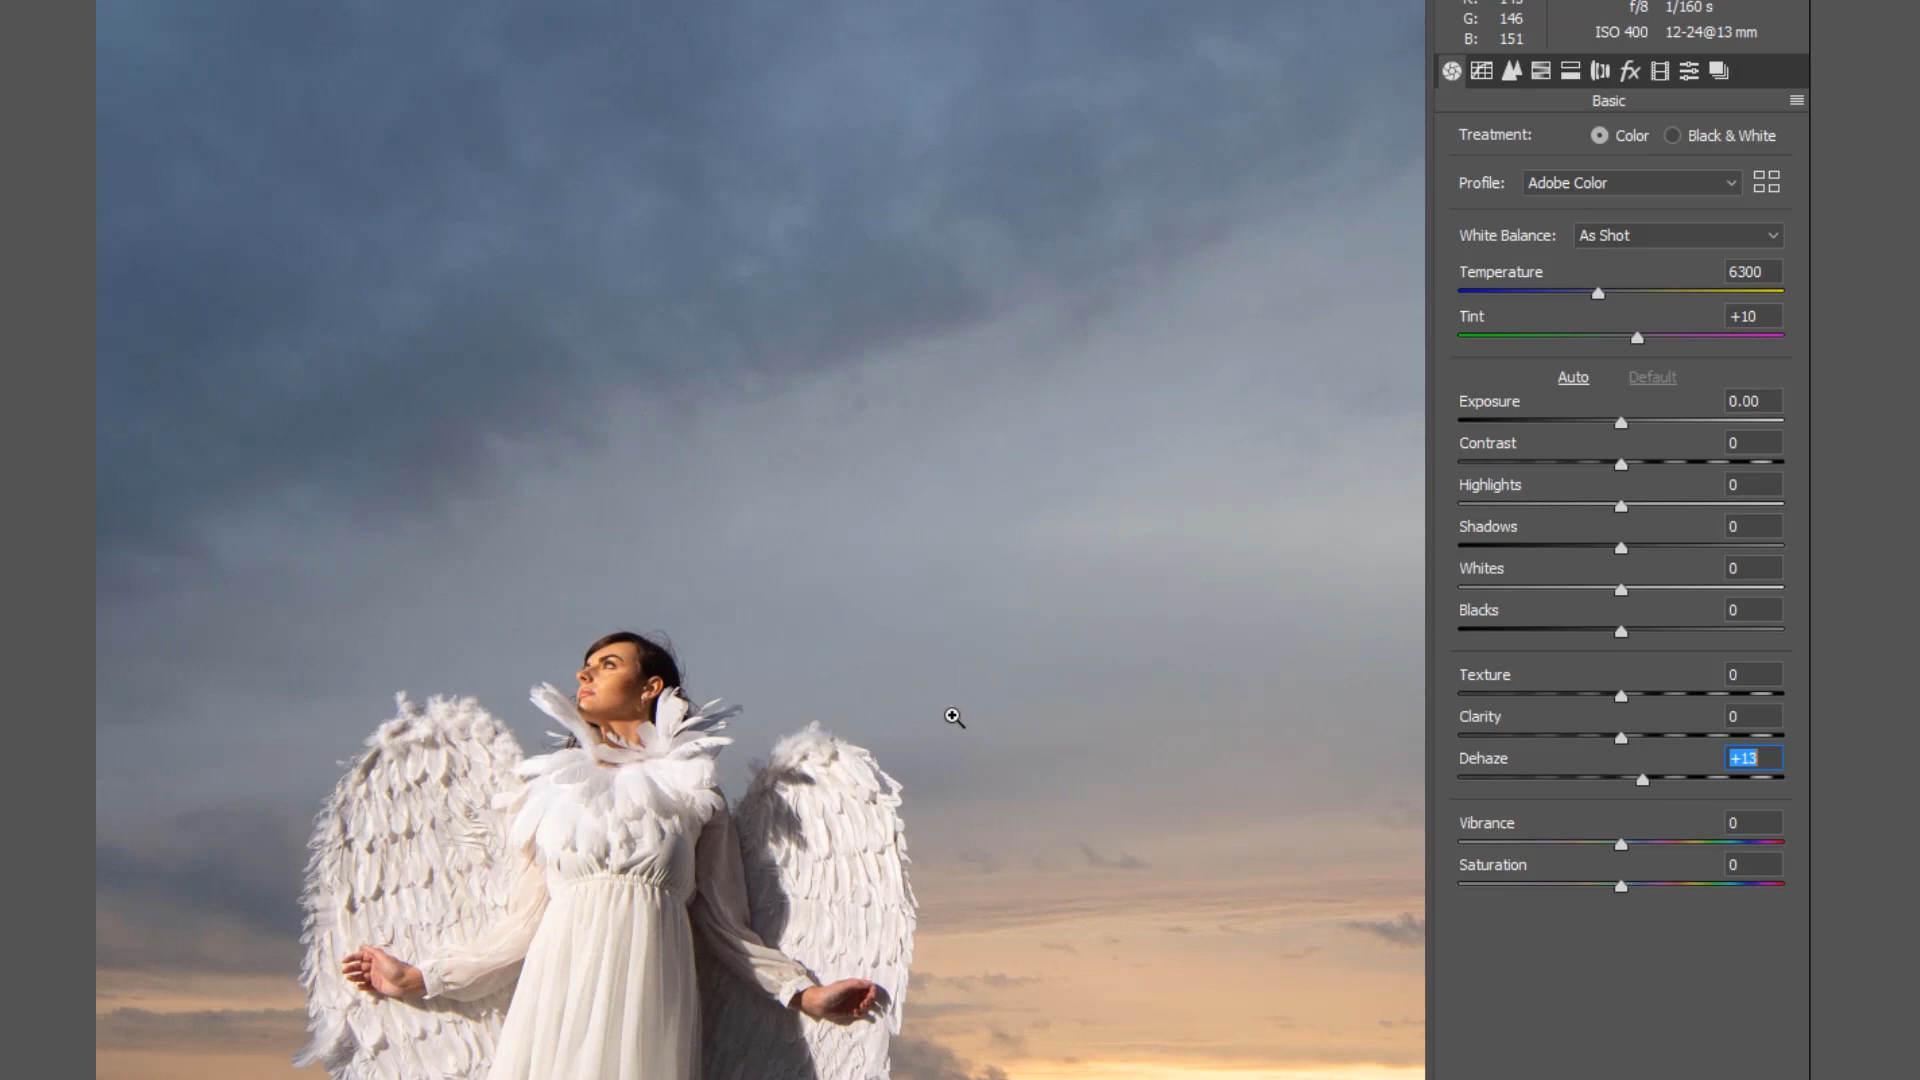 f/8 1/160 s
G: 146
B: 151
ISO 400 12-24@13 mm
fx
Basic
Treatment: Color Black & White
Profile: Adobe Color
White Balance: As Shot
Temperature 6300
Tint +10
Auto Default
Exposure 0.00
Contrast 0
Highlights 0
Shadows 0
Whites 0
Blacks 0
Texture 0
Clarity 0
Dehaze +13
Vibrance 0
Saturation 0